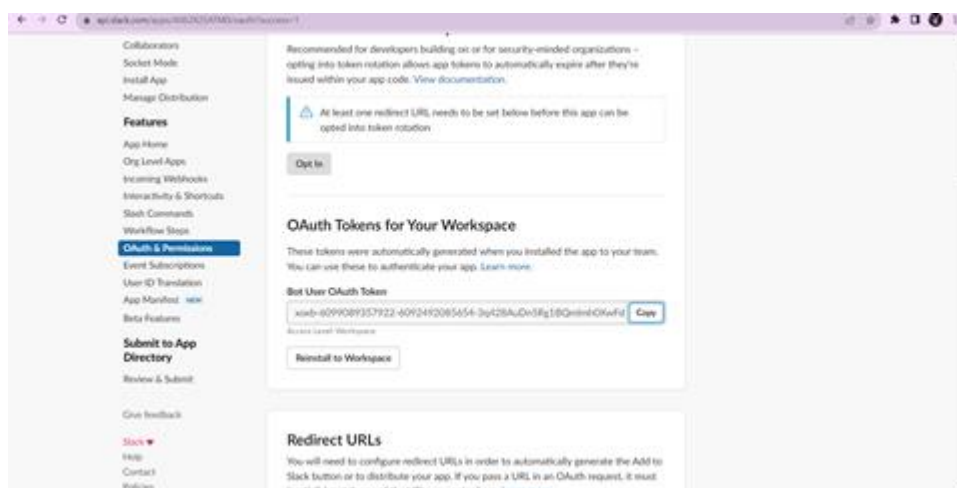 Collaborators
Socket Mode
Install App
Manage Distribution
Features
App Home
Org Level Apps
Incoming Webhooks
Interactivity & Shortcuts
Slash Commands
Workflow Steps
OAuth & Permissions
Event Subscriptions
User ID Translation
App Manifest NEW
Beta Features
Submit to App
Directory
Review & Submit
Give feedback
Slack
Help
Contact
Policies
Recommended for developers building on or for security-minded organizations –
opting into token rotation allows app tokens to automatically expire after they're
issued within your app code. View documentation.
At least one redirect URL needs to be set below before this app can be
opted into token rotation
Opt In
OAuth Tokens for Your Workspace
These tokens were automatically generated when you installed the app to your team.
You can use these to authenticate your app. Learn more.
Bot User OAuth Token
Copy
Access Level: Workspace
Reinstall to Workspace
Redirect URLs
You will need to configure redirect URLs in order to automatically generate the Add to
Slack button or to distribute your app. If you pass a URL in an OAuth request, it must